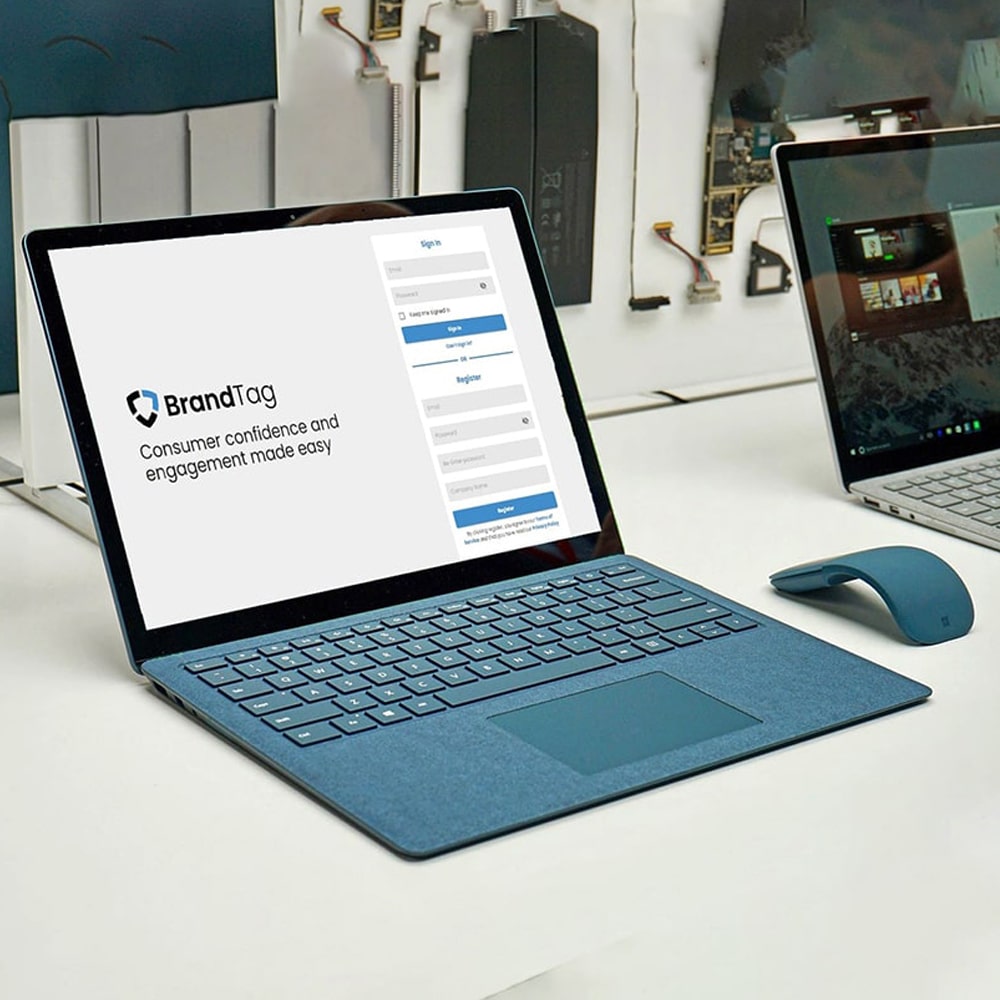 BrandTag
Consumer confidence and
engagement made easy
Sign in
Email
Password
Keep me signed in
Sign in
OR
Register
Email
Password
Re-Enter password
Company Name
Register
By clicking register, you agree to our Terms of
Service and that you have read our Privacy Policy